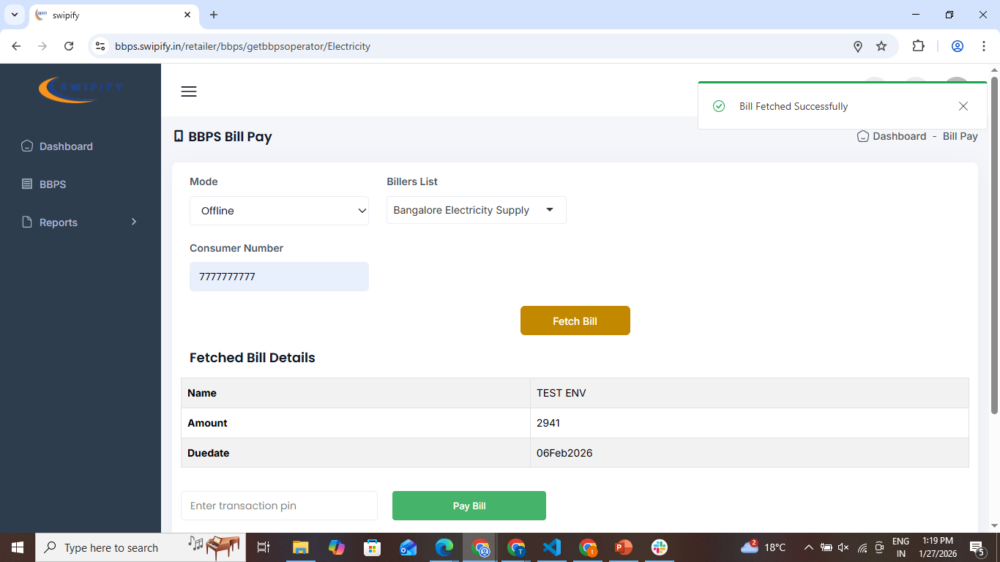 swipify
bbps.swipify.in/retailer/bbps/getbbpsoperator/Electricity
SWIPIFY
Bill Fetched Successfully
BBPS Bill Pay
Dashboard - Bill Pay
Dashboard
BBPS
Reports
Mode
Billers List
Offline
Bangalore Electricity Supply
Consumer Number
7777777777
Fetch Bill
Fetched Bill Details
Name TEST ENV
Amount 2941
Duedate 06Feb2026
Enter transaction pin
Pay Bill
Type here to search
2
18°C
ENG
IN
1:19 PM
1/27/2026
5